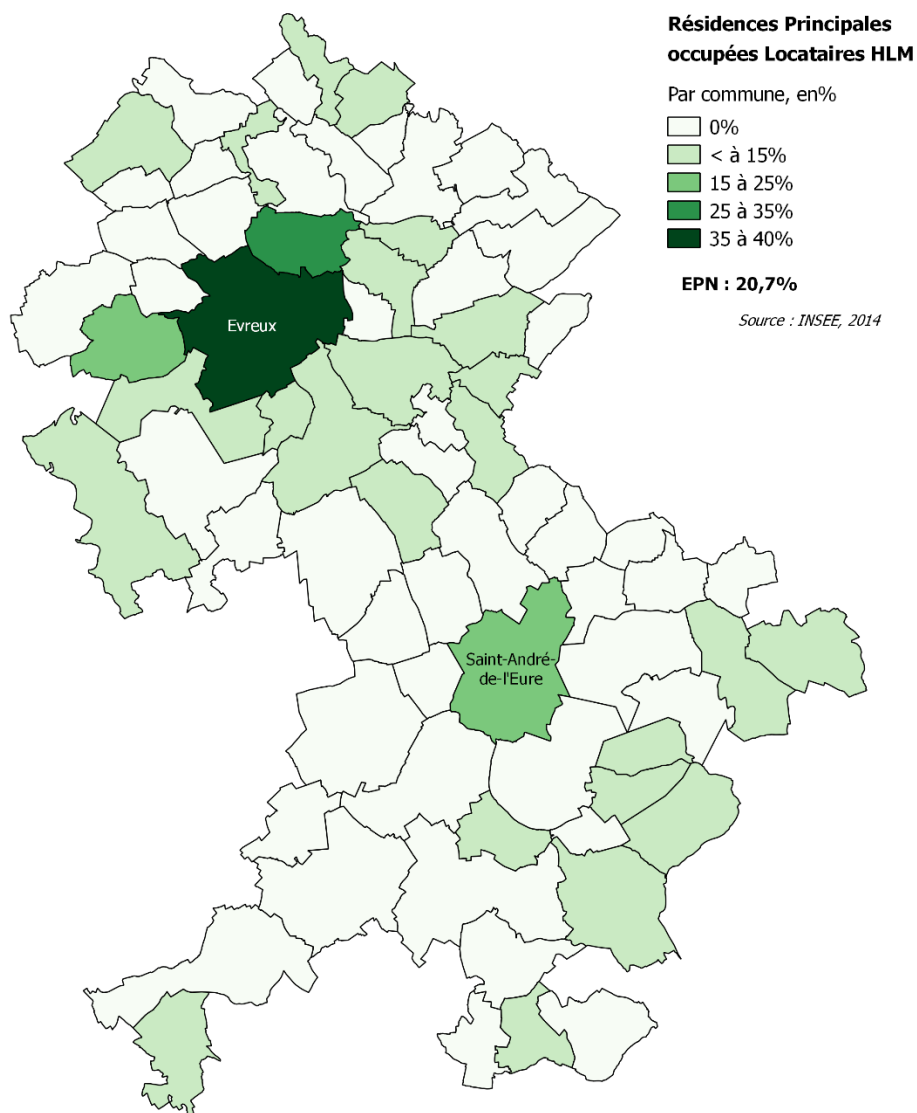 Résidences Principales
occupées Locataires HLM
Par commune, en%
0%
< à 15%
15 à 25%
25 à 35%
35 à 40%
EPN : 20,7%
Source : INSEE, 2014
Evreux
Saint-André-
de-l'Eure